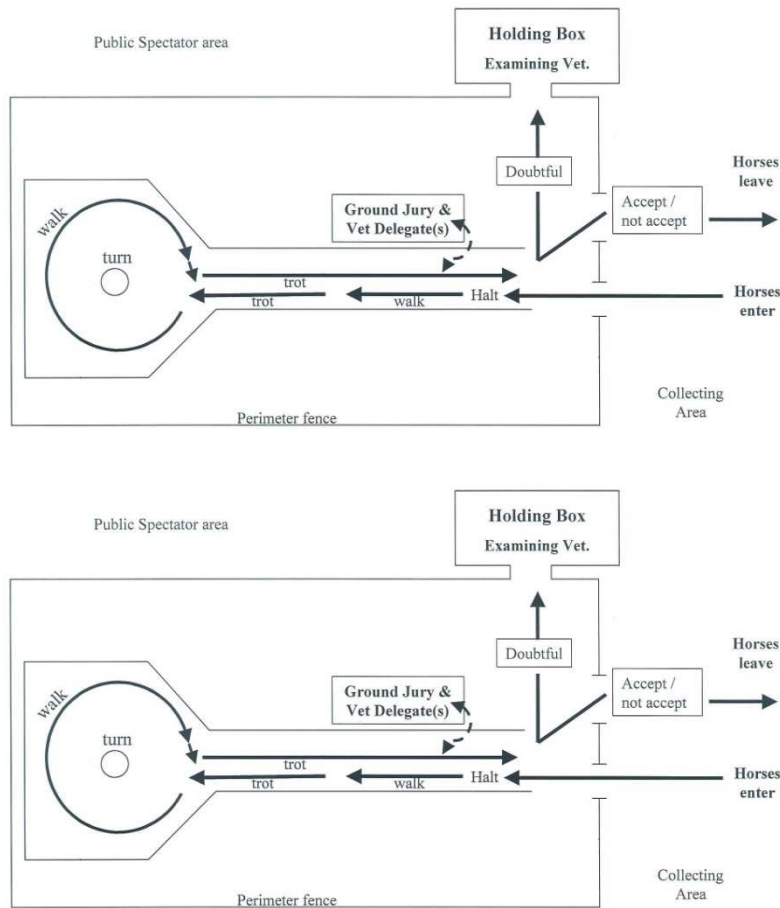 Public Spectator area
Holding Box
Examining Vet.
Doubtful
Horses
leave
Accept /
not accept
Ground Jury &
Vet Delegate(s)
walk
turn
trot
trot
walk
Halt
Horses
enter
Perimeter fence
Collecting
Area
Public Spectator area
Holding Box
Examining Vet.
Doubtful
Horses
leave
Accept /
not accept
Ground Jury &
Vet Delegate(s)
walk
turn
trot
trot
walk
Halt
Horses
enter
Perimeter fence
Collecting
Area